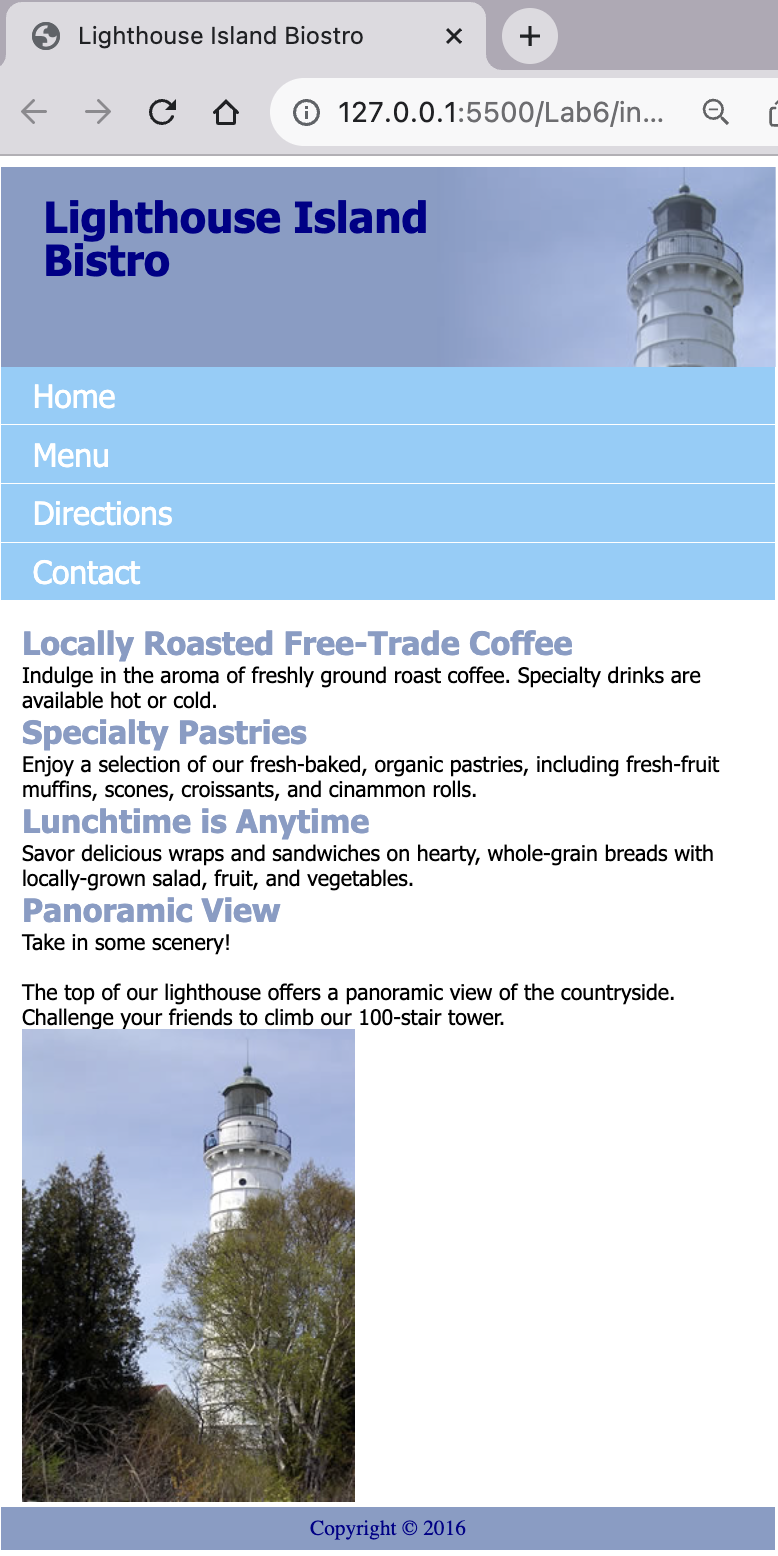 Lighthouse Island Biostro
127.0.0.1:5500/Lab6/in...
Lighthouse Island
Bistro
Home
Menu
Directions
Contact
Locally Roasted Free-Trade Coffee
Indulge in the aroma of freshly ground roast coffee. Specialty drinks are
available hot or cold.
Specialty Pastries
Enjoy a selection of our fresh-baked, organic pastries, including fresh-fruit
muffins, scones, croissants, and cinammon rolls.
Lunchtime is Anytime
Savor delicious wraps and sandwiches on hearty, whole-grain breads with
locally-grown salad, fruit, and vegetables.
Panoramic View
Take in some scenery!
The top of our lighthouse offers a panoramic view of the countryside.
Challenge your friends to climb our 100-stair tower.
Copyright © 2016